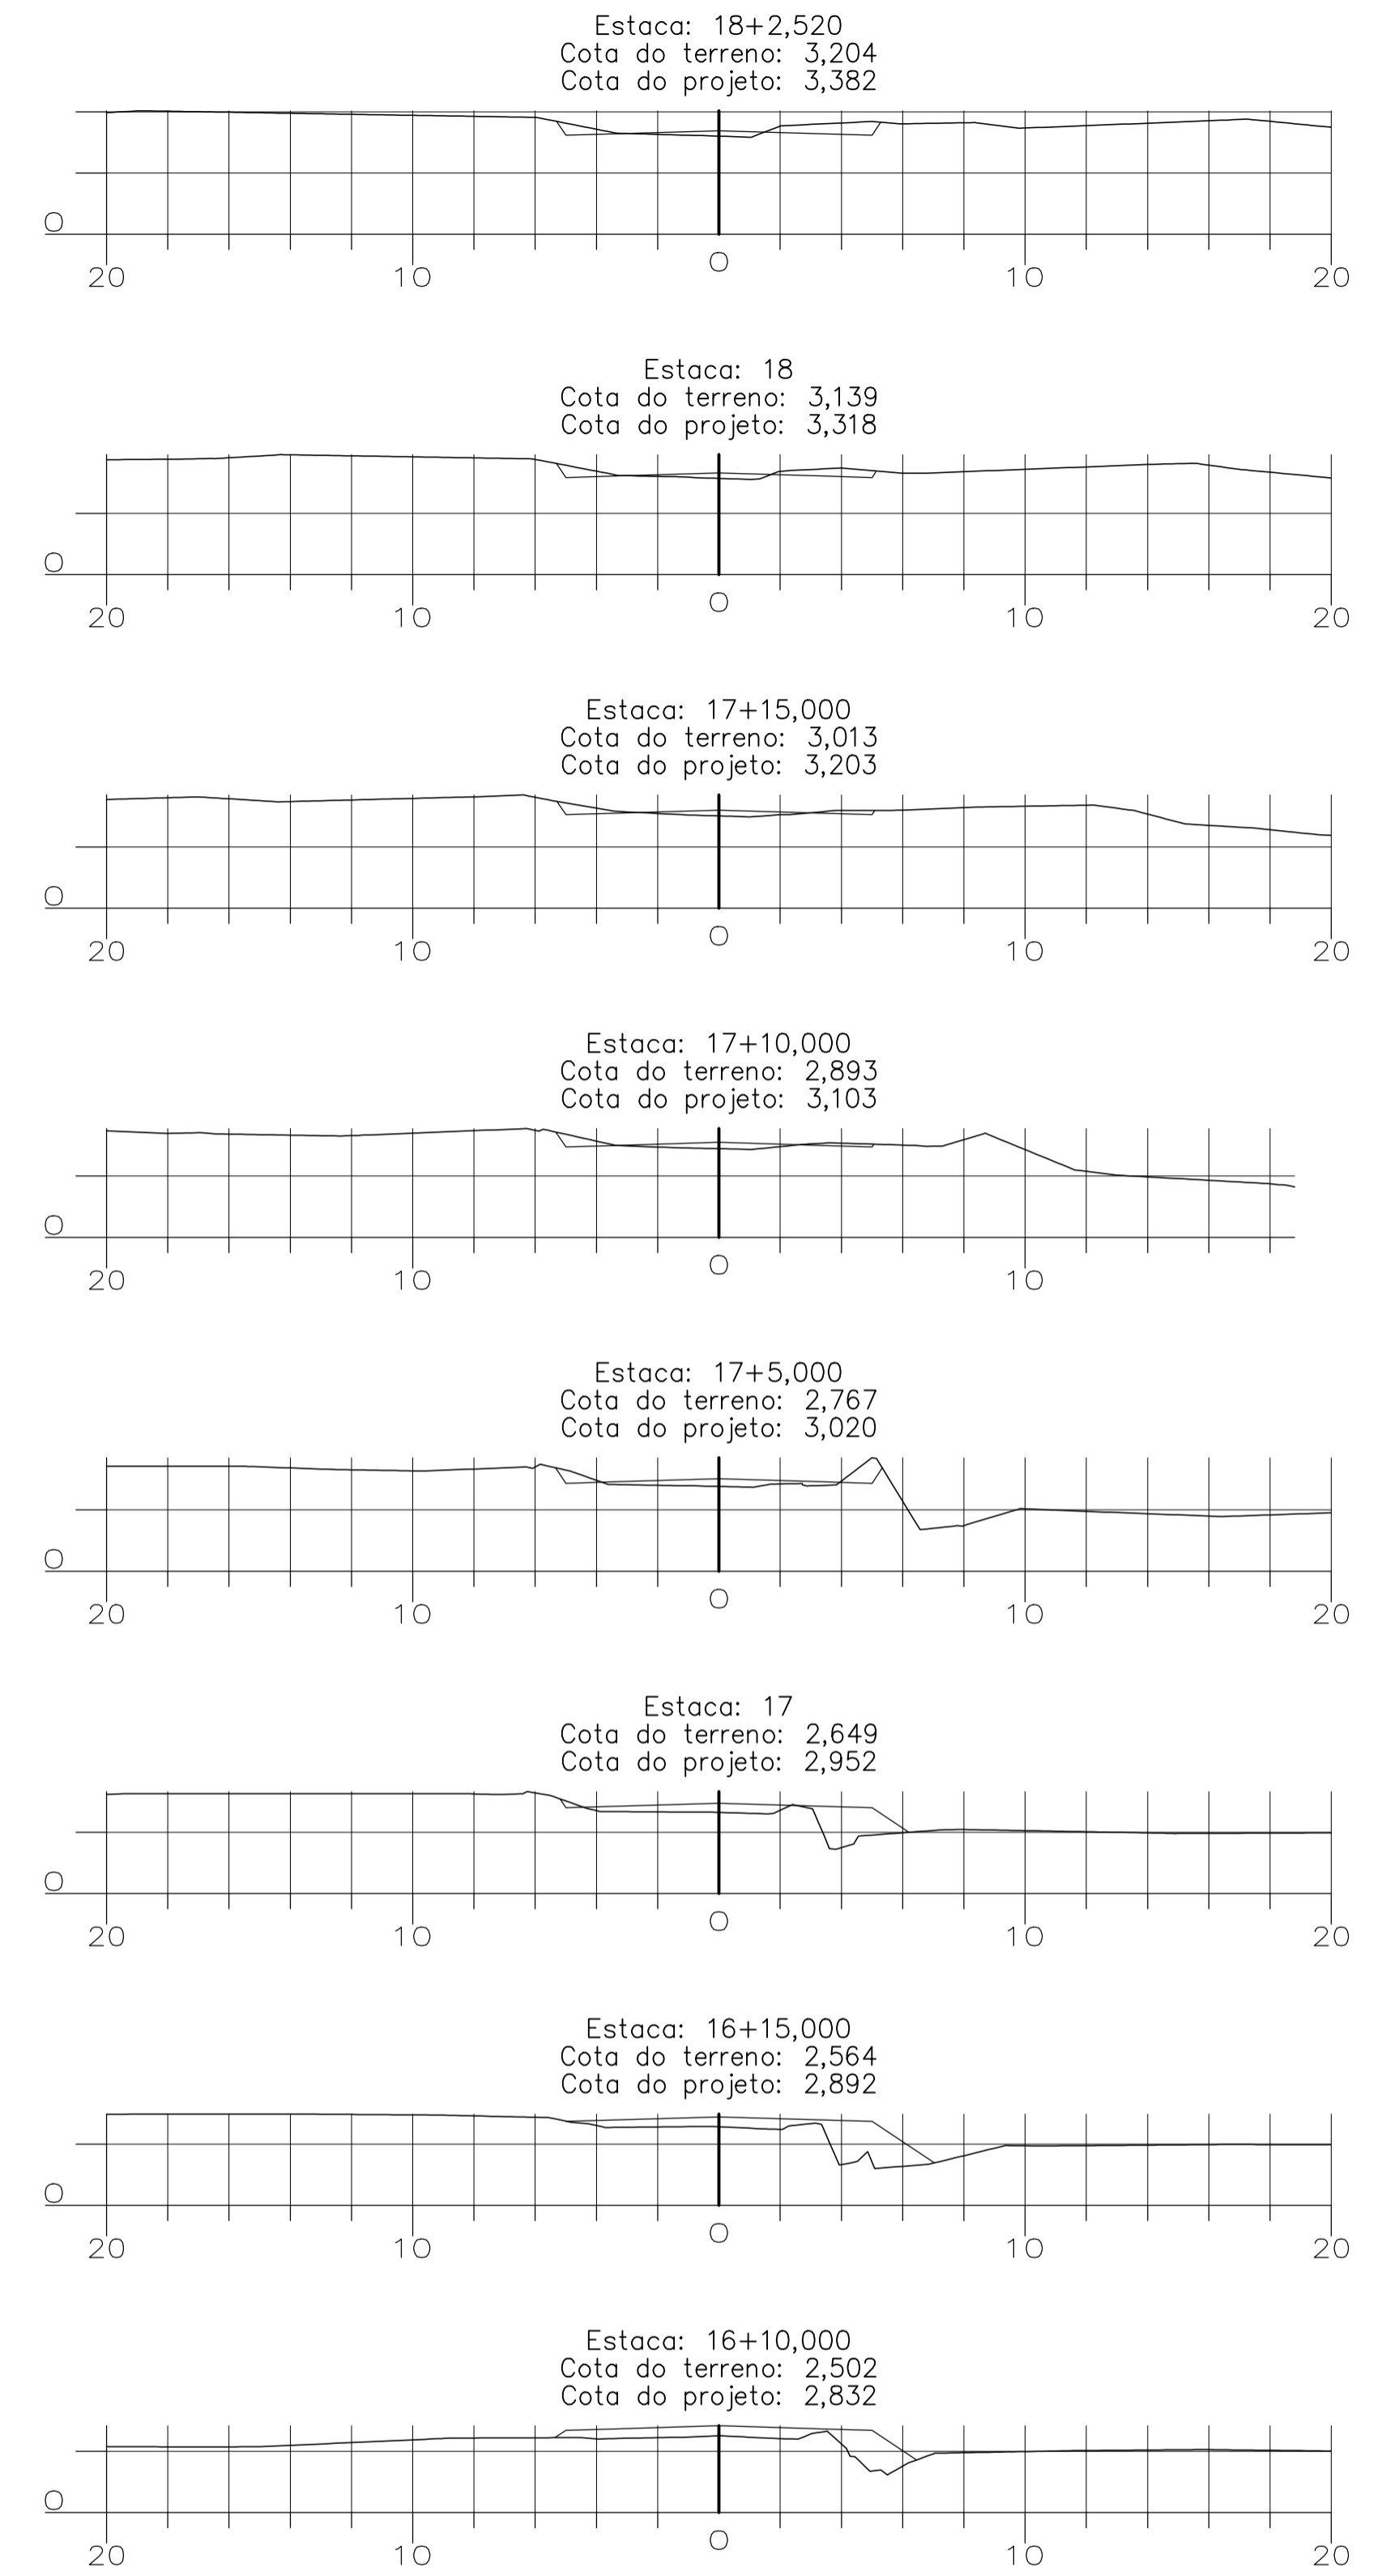 Estaca: 18+2,520
Cota do terreno: 3,204
Cota do projeto: 3,382
0
20 10 0 10 20
Estaca: 18
Cota do terreno: 3,139
Cota do projeto: 3,318
0
20 10 0 10 20
Estaca: 17+15,000
Cota do terreno: 3,013
Cota do projeto: 3,203
0
20 10 0 10 20
Estaca: 17+10,000
Cota do terreno: 2,893
Cota do projeto: 3,103
0
20 10 0 10
Estaca: 17+5,000
Cota do terreno: 2,767
Cota do projeto: 3,020
0
20 10 0 10 20
Estaca: 17
Cota do terreno: 2,649
Cota do projeto: 2,952
0
20 10 0 10 20
Estaca: 16+15,000
Cota do terreno: 2,564
Cota do projeto: 2,892
0
20 10 0 10 20
Estaca: 16+10,000
Cota do terreno: 2,502
Cota do projeto: 2,832
0
20 10 0 10 20